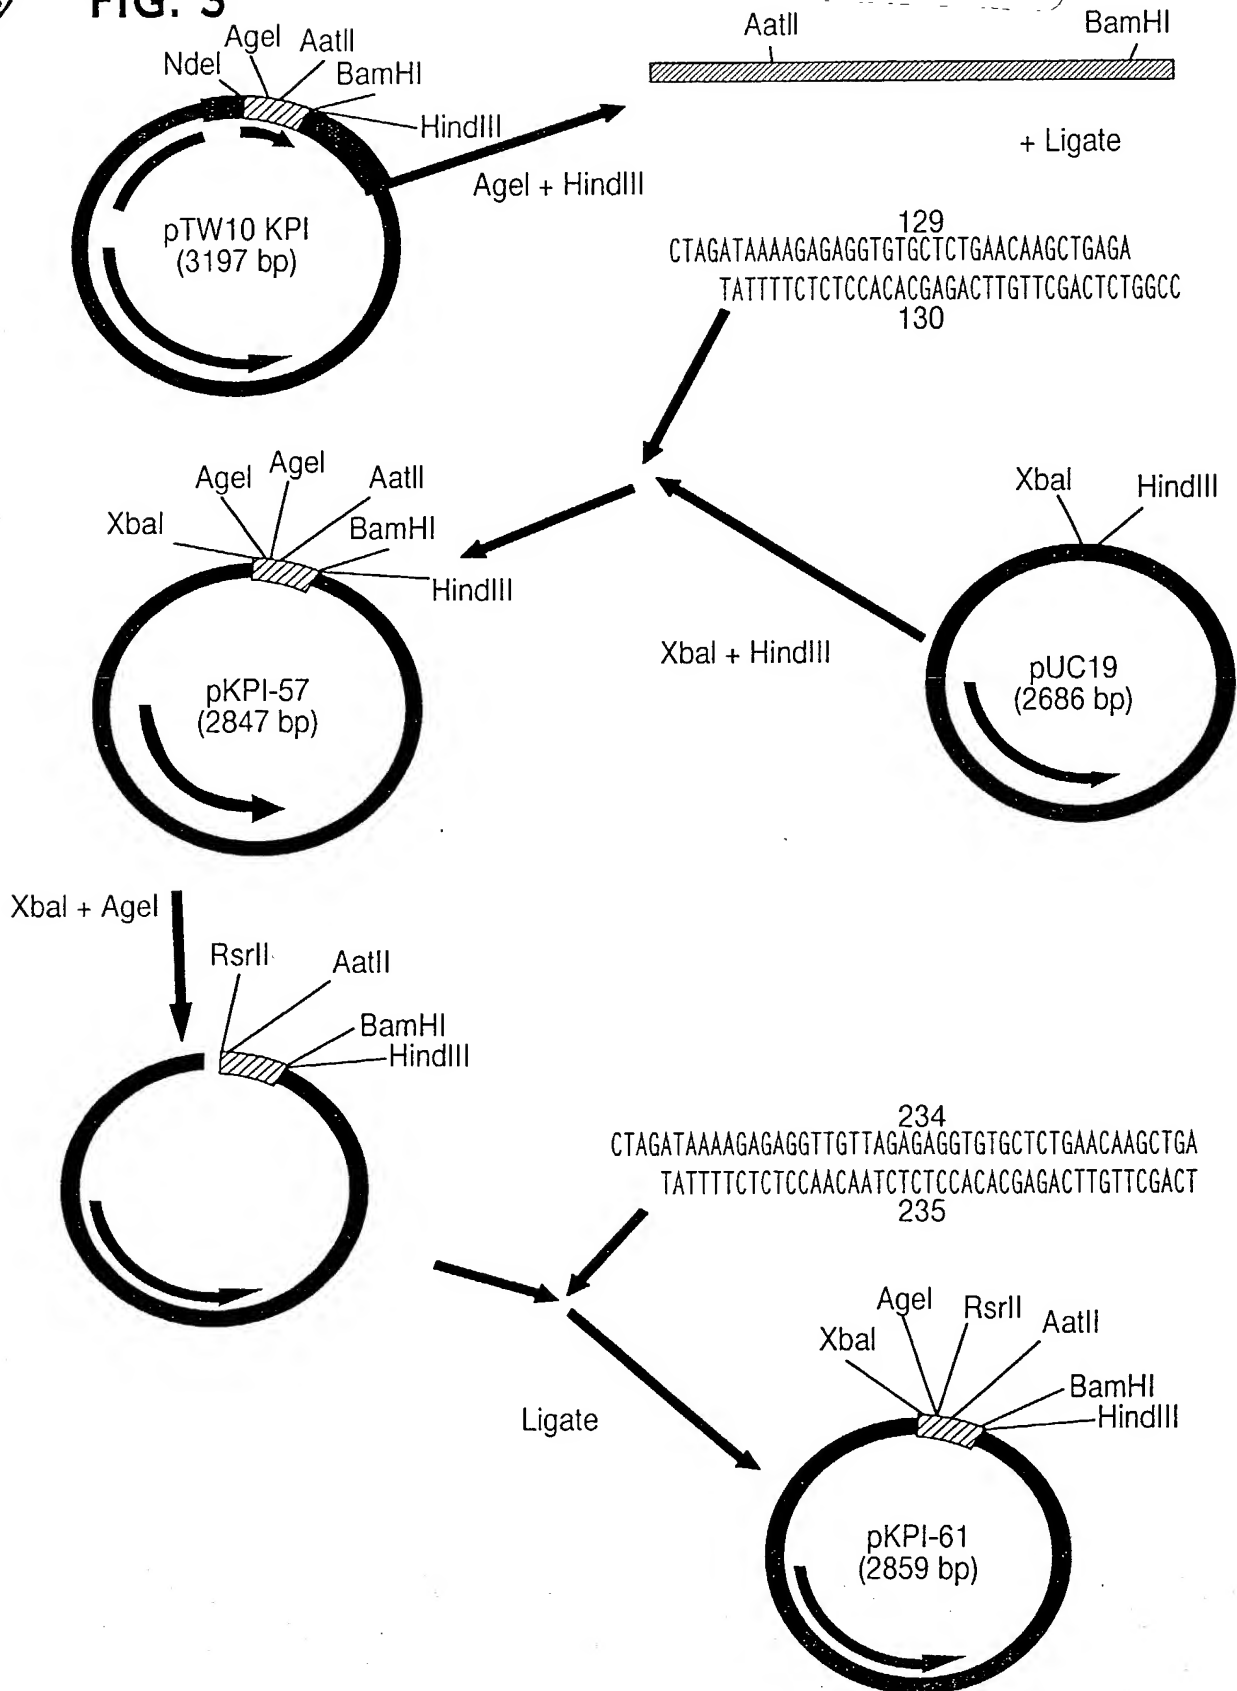 FIG. 3
NdeI
AgeI
AatII
BamHI
HindIII
pTW10 KPI
(3197 bp)
AgeI + HindIII
AatII
BamHI
+ Ligate
129
CTAGATAAAAGAGAGGTGTGCTCTGAACAAGCTGAGA
TATTTTCTCTCCACACGAGACTTGTTCGACTCTGGCC
130
XbaI
AgeI
AgeI
AatII
BamHI
HindIII
pKPI-57
(2847 bp)
XbaI + HindIII
XbaI
HindIII
pUC19
(2686 bp)
XbaI + AgeI
RsrII
AatII
BamHI
HindIII
234
CTAGATAAAAGAGAGGTTGTTAGAGAGGTGTGCTCTGAACAAGCTGA
TATTTTCTCTCCAACAATCTCTCCACACGAGACTTGTTCGACT
235
Ligate
XbaI
AgeI
RsrII
AatII
BamHI
HindIII
pKPI-61
(2859 bp)